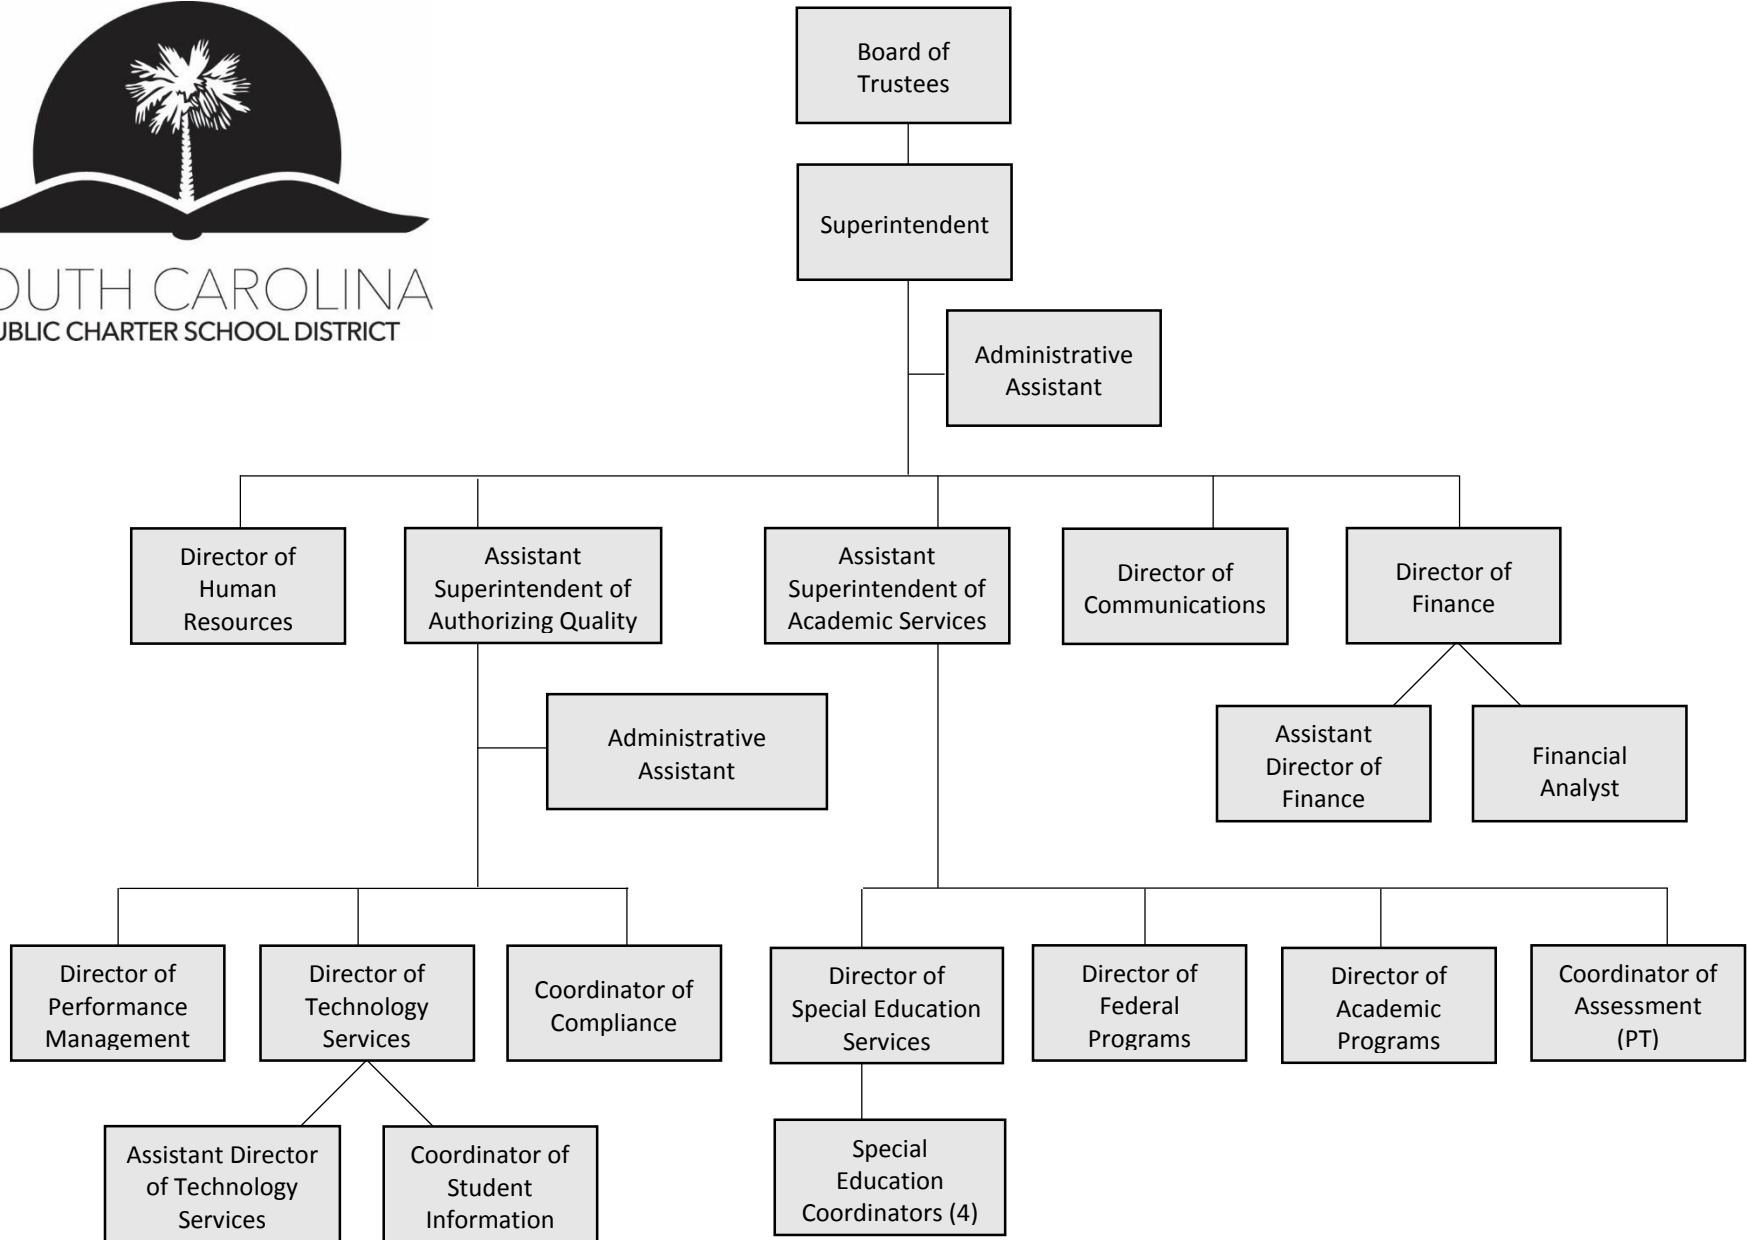 Board of
Trustees
Superintendent
OUTH CAROLINA
UBLIC CHARTER SCHOOL DISTRICT
Administrative
Assistant
Director of
Human
Resources
Assistant
Superintendent of
Authorizing Quality
Assistant
Superintendent of
Academic Services
Director of
Communications
Director of
Finance
Administrative
Assistant
Assistant
Director of
Finance
Financial
Analyst
Director of
Performance
Management
Director of
Technology
Services
Coordinator of
Compliance
Director of
Special Education
Services
Director of
Federal
Programs
Director of
Academic
Programs
Coordinator of
Assessment
(PT)
Assistant Director
of Technology
Services
Coordinator of
Student
Information
Special
Education
Coordinators (4)